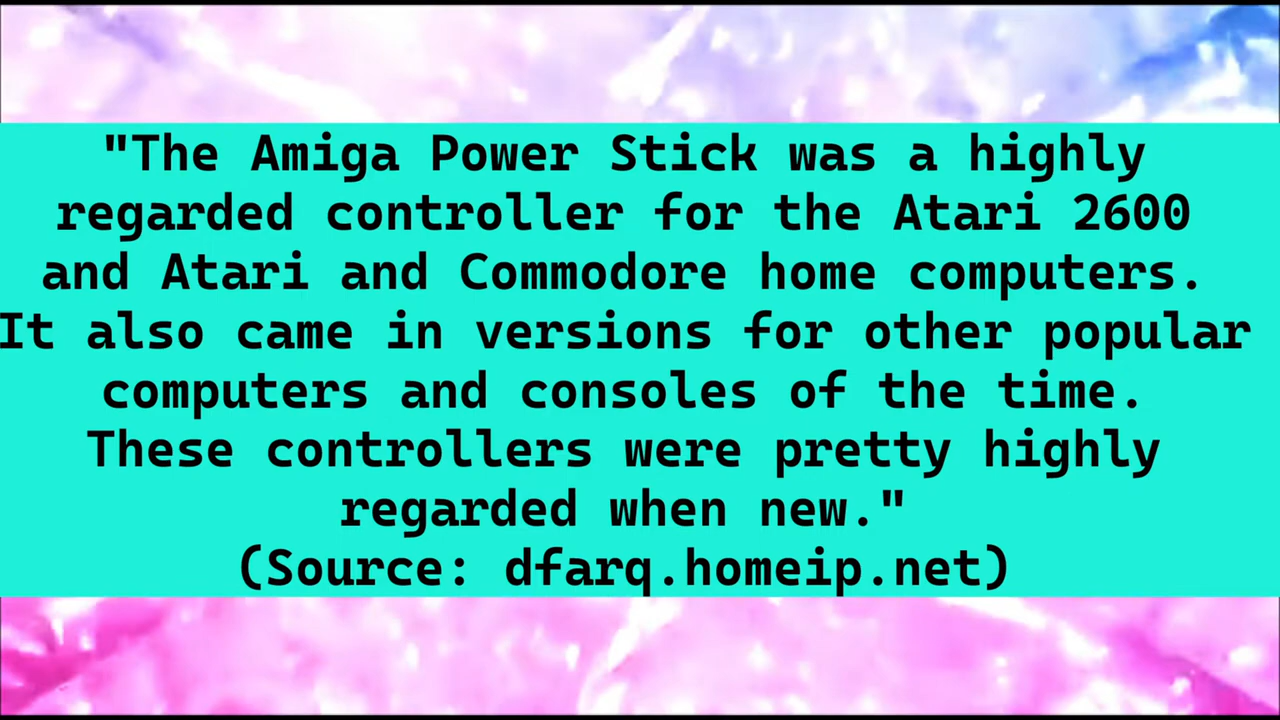 "The Amiga Power Stick was a highly
regarded controller for the Atari 2600
and Atari and Commodore home computers.
It also came in versions for other popular
computers and consoles of the time.
These controllers were pretty highly
regarded when new."
(Source: dfarq.homeip.net)